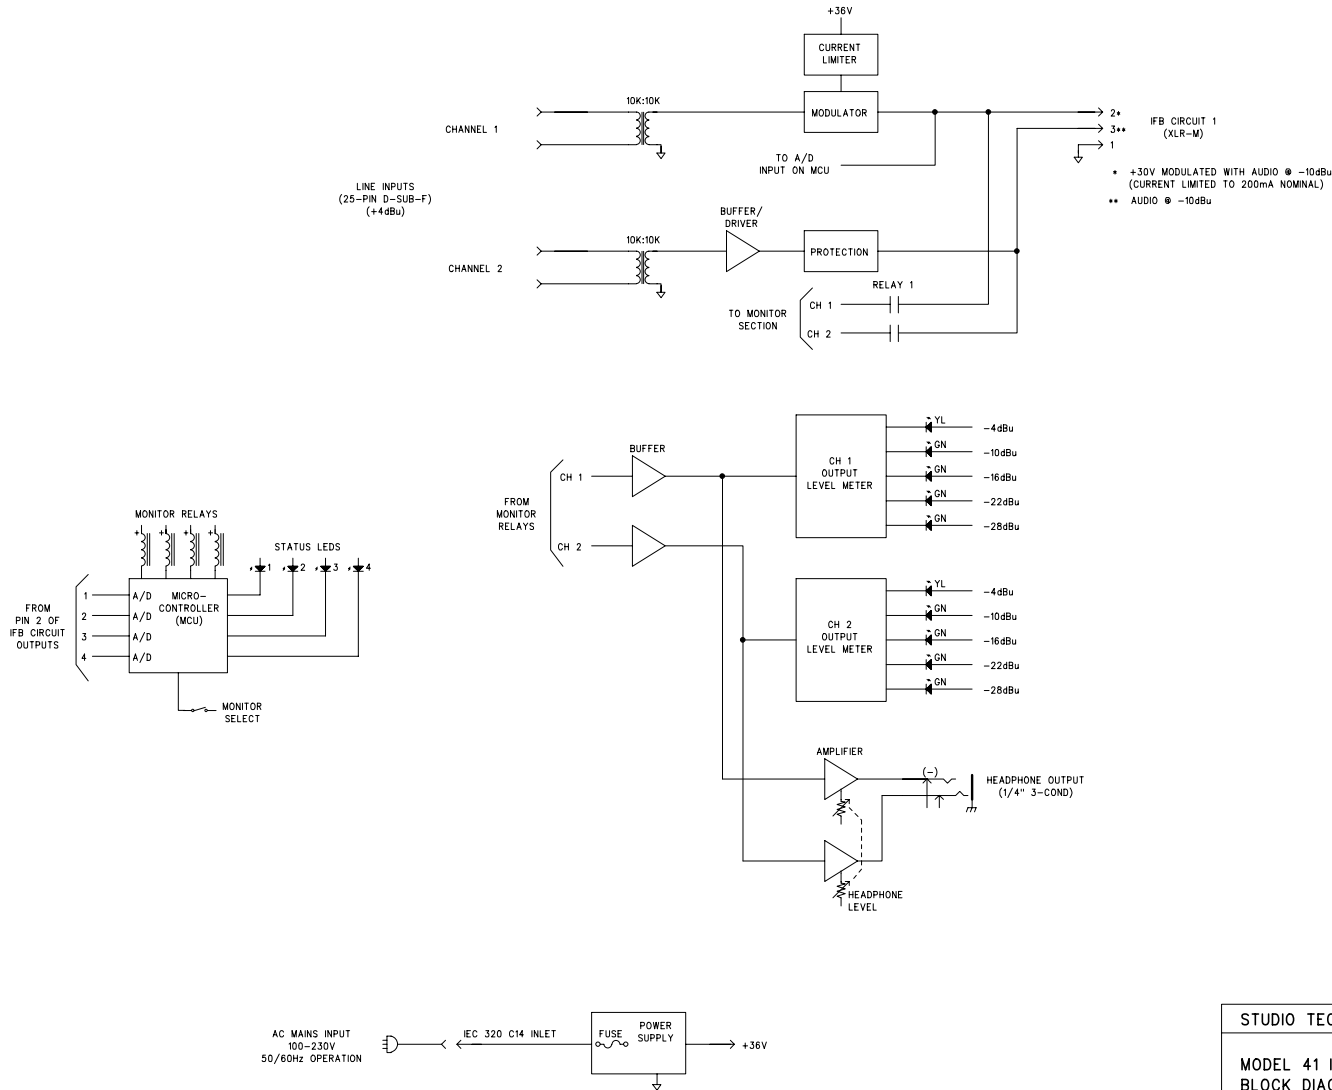 +36V
CURRENT
LIMITER
10K:10K
MODULATOR
CHANNEL 1
2*
3**
1
IFB CIRCUIT 1
(XLR-M)
TO A/D
INPUT ON MCU
* +30V MODULATED WITH AUDIO @ -10dBu
(CURRENT LIMITED TO 200mA NOMINAL)
** AUDIO @ -10dBu
LINE INPUTS
(25-PIN D-SUB-F)
(+4dBu)
BUFFER/
DRIVER
10K:10K
PROTECTION
CHANNEL 2
RELAY 1
TO MONITOR
SECTION
CH 1
CH 2
BUFFER
FROM
MONITOR
RELAYS
CH 1
CH 2
CH 1
OUTPUT
LEVEL METER
YL -4dBu
GN -10dBu
GN -16dBu
GN -22dBu
GN -28dBu
MONITOR RELAYS
+ + + +
STATUS LEDS
1 2 3 4
FROM
PIN 2 OF
IFB CIRCUIT
OUTPUTS
1 A/D
2 A/D
3 A/D
4 A/D
MICRO-
CONTROLLER
(MCU)
MONITOR
SELECT
CH 2
OUTPUT
LEVEL METER
YL -4dBu
GN -10dBu
GN -16dBu
GN -22dBu
GN -28dBu
AMPLIFIER
(-)
HEADPHONE OUTPUT
(1/4" 3-COND)
HEADPHONE
LEVEL
AC MAINS INPUT
100-230V
50/60Hz OPERATION
IEC 320 C14 INLET
FUSE
POWER
SUPPLY
+36V
STUDIO TEC
MODEL 41 I
BLOCK DIAG